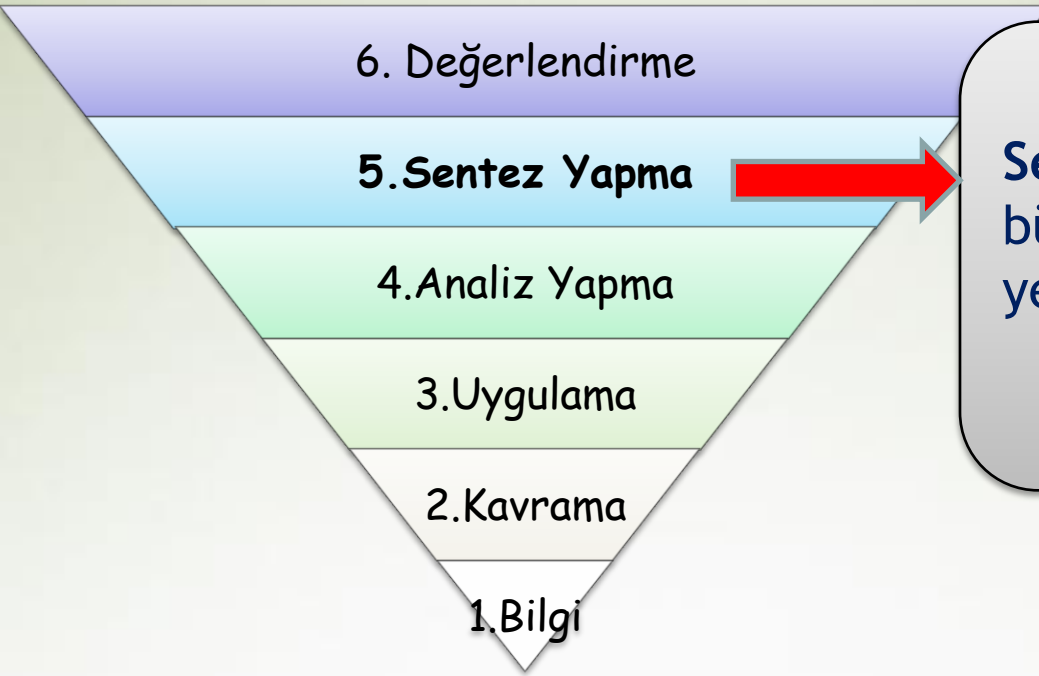 6. Değerlendirme
5.Sentez Yapma
4.Analiz Yapma
3.Uygulama
2.Kavrama
1.Bilgi